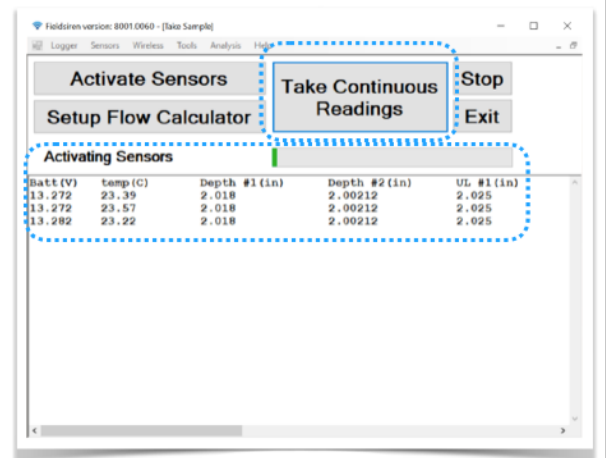 Fieldsiren version: 8001.0060 - [Take Sample]
Logger Sensors Wireless Tools Analysis Help
Activate Sensors
Take Continuous Readings
Stop
Setup Flow Calculator
Exit
Activating Sensors
Batt(V) temp(C) Depth #1(in) Depth #2(in) UL #1(in)
13.272 23.39 2.018 2.00212 2.025
13.272 23.57 2.018 2.00212 2.025
13.282 23.22 2.018 2.00212 2.025